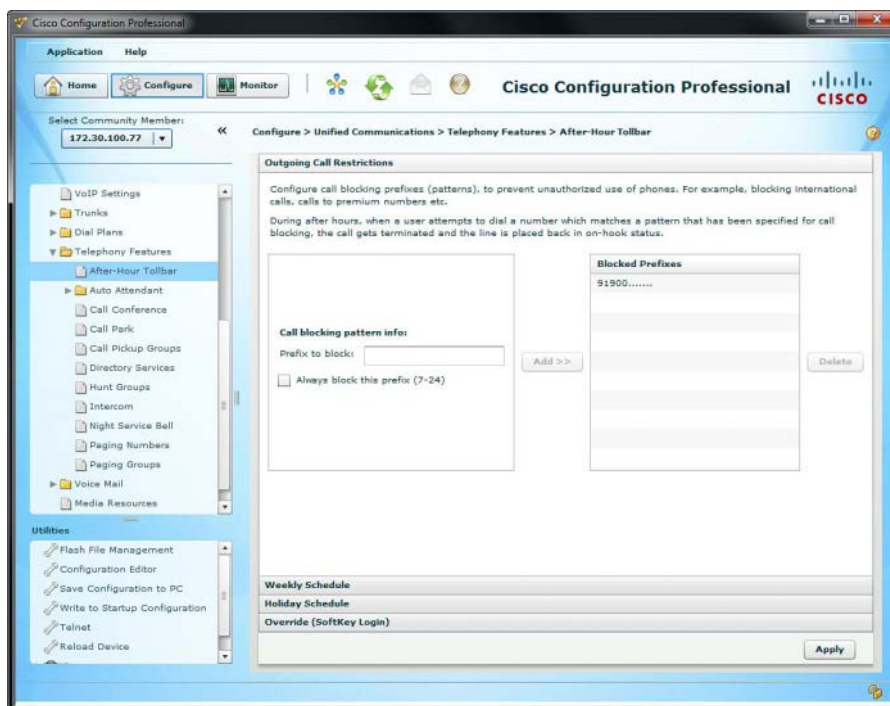 Cisco Configuration Professional
Application Help
Home Configure Monitor Cisco Configuration Professional CISCO
Select Community Member:
172.30.100.77
Configure > Unified Communications > Telephony Features > After-Hour Tollbar
VoIP Settings
Trunks
Dial Plans
Telephony Features
After-Hour Tollbar
Auto Attendant
Call Conference
Call Park
Call Pickup Groups
Directory Services
Hunt Groups
Intercom
Night Service Bell
Paging Numbers
Paging Groups
Voice Mail
Media Resources
Utilities
Flash File Management
Configuration Editor
Save Configuration to PC
Write to Startup Configuration
Telnet
Reload Device
Outgoing Call Restrictions
Configure call blocking prefixes (patterns), to prevent unauthorized use of phones. For example, blocking international
calls, calls to premium numbers etc.
During after hours, when a user attempts to dial a number which matches a pattern that has been specified for call
blocking, the call gets terminated and the line is placed back in on-hook status.
Call blocking pattern info:
Prefix to block:
Always block this prefix (7-24)
Add >>
Blocked Prefixes
91900.......
Delete
Weekly Schedule
Holiday Schedule
Override (SoftKey Login)
Apply